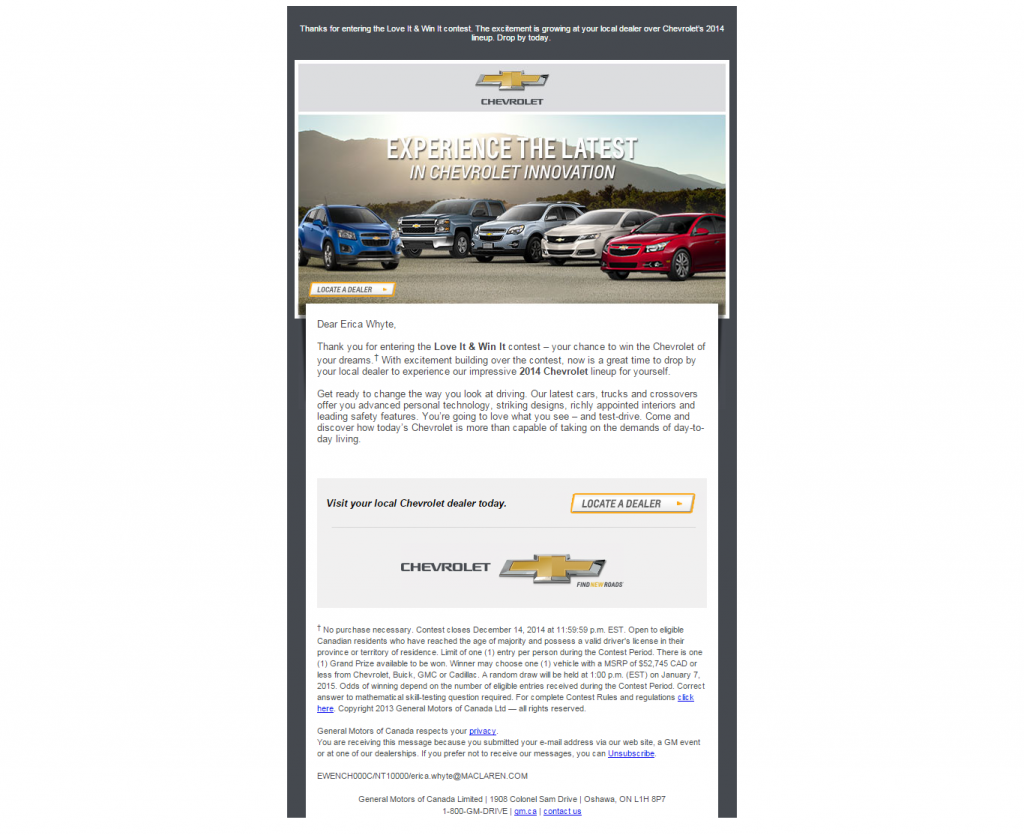 Thanks for entering the Love It & Win It contest. The excitement is growing at your local dealer over Chevrolet's 2014
lineup. Drop by today.
CHEVROLET
EXPERIENCE THE LATEST
IN CHEVROLET INNOVATION
LOCATE A DEALER
Dear Erica Whyte,
Thank you for entering the Love It & Win It contest – your chance to win the Chevrolet of
your dreams.† With excitement building over the contest, now is a great time to drop by
your local dealer to experience our impressive 2014 Chevrolet lineup for yourself.
Get ready to change the way you look at driving. Our latest cars, trucks and crossovers
offer you advanced personal technology, striking designs, richly appointed interiors and
leading safety features. You're going to love what you see – and test-drive. Come and
discover how today's Chevrolet is more than capable of taking on the demands of day-to-
day living.
Visit your local Chevrolet dealer today.
LOCATE A DEALER
CHEVROLET
FIND NEW ROADS
† No purchase necessary. Contest closes December 14, 2014 at 11:59:59 p.m. EST. Open to eligible
Canadian residents who have reached the age of majority and possess a valid driver's license in their
province or territory of residence. Limit of one (1) entry per person during the Contest Period. There is one
(1) Grand Prize available to be won. Winner may choose one (1) vehicle with a MSRP of $52,745 CAD or
less from Chevrolet, Buick, GMC or Cadillac. A random draw will be held at 1:00 p.m. (EST) on January 7,
2015. Odds of winning depend on the number of eligible entries received during the Contest Period. Correct
answer to mathematical skill-testing question required. For complete Contest Rules and regulations click
here. Copyright 2013 General Motors of Canada Ltd — all rights reserved.
General Motors of Canada respects your privacy.
You are receiving this message because you submitted your e-mail address via our web site, a GM event
or at one of our dealerships. If you prefer not to receive our messages, you can Unsubscribe.
EWENCH000C/NT10000/erica.whyte@MACLAREN.COM
General Motors of Canada Limited | 1908 Colonel Sam Drive | Oshawa, ON L1H 8P7
1-800-GM-DRIVE | gm.ca | contact us